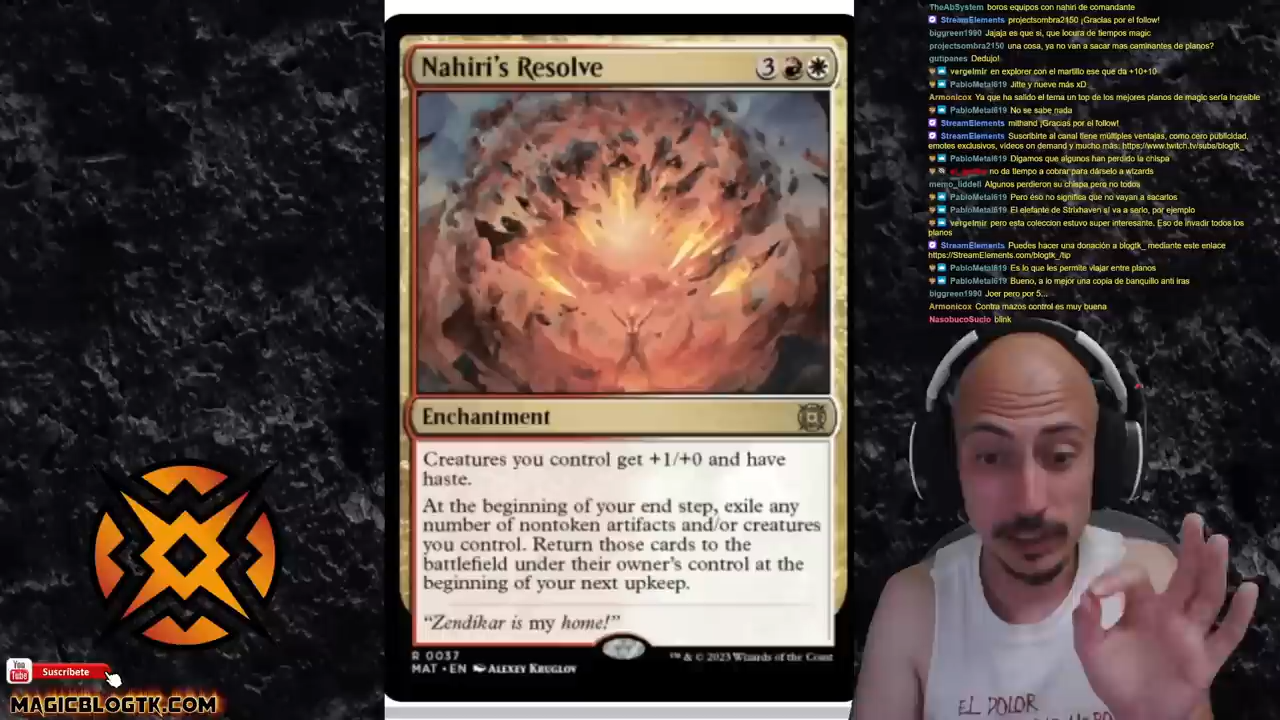 Nahiri's Resolve
3
Creatures you control get +1/+0 and have
haste.
At the beginning of your end step, exile any
number of nontoken artifacts and/or creatures
you control. Return those cards to the
battlefield under their owner's control at the
beginning of your next upkeep.
"Zendikar is my home!"
Enchantment
R 0037
MAT • EN ALEXEY KRUGLOV
™ & © 2023 Wizards of the Coast
TheAbSystem boros equipos con nahiri de comandante
StreamElements projectsombra2150 ¡Gracias por el follow!
biggreen1990 Jajaja es que si, que locura de tiempos magic
projectsombra2150 una cosa, ya no van a sacar mas caminantes de planos?
gutipanes Dedujo!
vergelmir en explorer con el martillo ese que da +10+10
PabloMetal619 Jitte y nueve más xD
Armonicox Ya que ha salido el tema un top de los mejores planos de magic sería increible
PabloMetal619 No se sabe nada
StreamElements mithand ¡Gracias por el follow!
StreamElements Suscribirte al canal tiene múltiples ventajas, como cero publicidad,
emotes exclusivos, vídeos on demand y mucho más: https://www.twitch.tv/subs/blogtk_
PabloMetal619 Digamos que algunos han perdido la chispa
no da tiempo a cobrar para dárselo a wizards
memo_liddell Algunos perdieron su chispa pero no todos
PabloMetal619 Pero éso no significa que no vayan a sacarlos
PabloMetal619 El elefante de Strixhaven sí va a serlo, por ejemplo
vergelmir pero esta coleccion estuvo super interesante. Eso de invadir todos los
planos
StreamElements Puedes hacer una donación a blogtk_ mediante este enlace
https://StreamElements.com/blogtk_/tip
PabloMetal619 Es lo que les permite viajar entre planos
PabloMetal619 Bueno, a lo mejor una copia de banquillo anti iras
biggreen1990 Joer pero por 5...
Armonicox Contra mazos control es muy buena
NasobucoSucio blink
EL DOLOR
You
Tube
Suscríbete
MAGICBLOGTK.COM